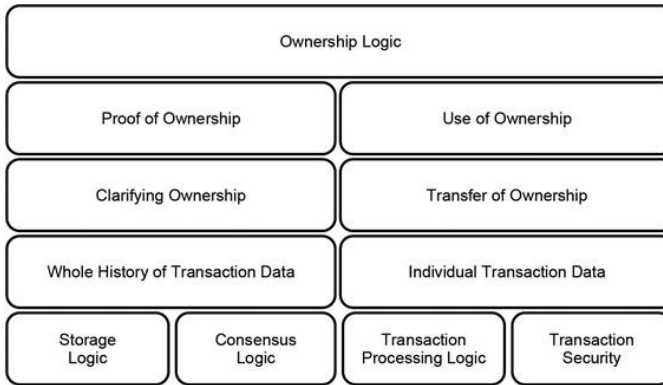 Ownership Logic
Proof of Ownership
Use of Ownership
Clarifying Ownership
Transfer of Ownership
Whole History of Transaction Data
Individual Transaction Data
Storage
Logic
Consensus
Logic
Transaction
Processing Logic
Transaction
Security